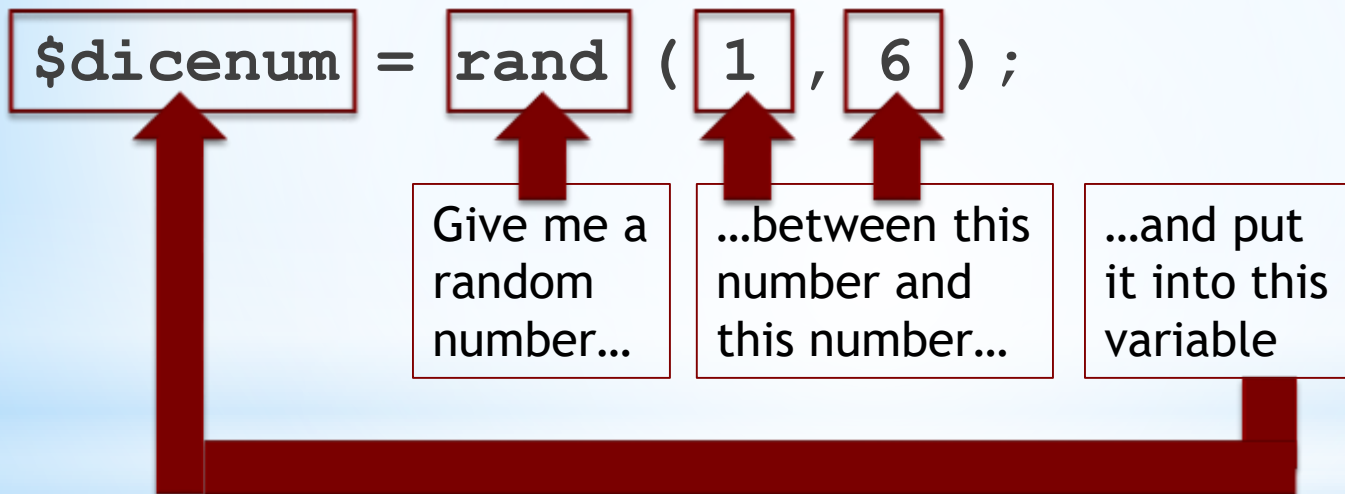 $dicenum = rand ( 1 , 6 );
Give me a
random
number…
…between this
number and
this number…
…and put
it into this
variable